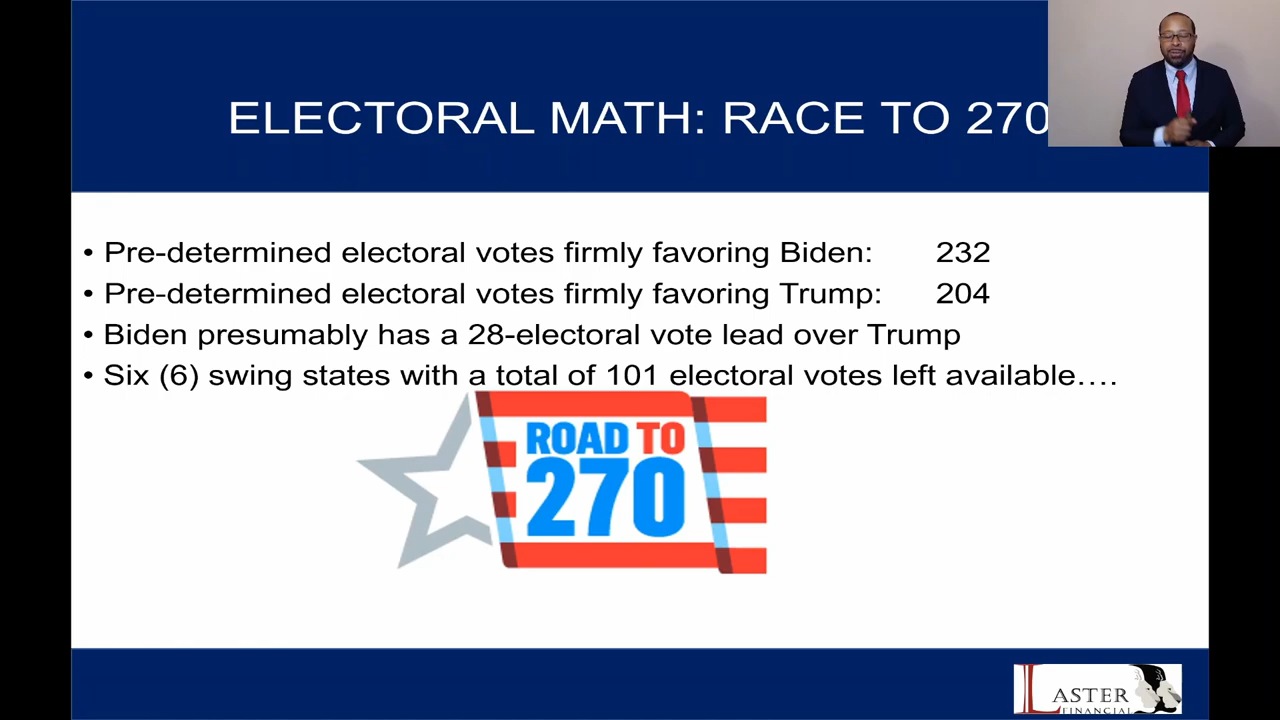 ELECTORAL MATH: RACE TO 270
• Pre-determined electoral votes firmly favoring Biden: 232
• Pre-determined electoral votes firmly favoring Trump: 204
• Biden presumably has a 28-electoral vote lead over Trump
• Six (6) swing states with a total of 101 electoral votes left available….
ROAD TO
270
LASTER
FINANCIAL